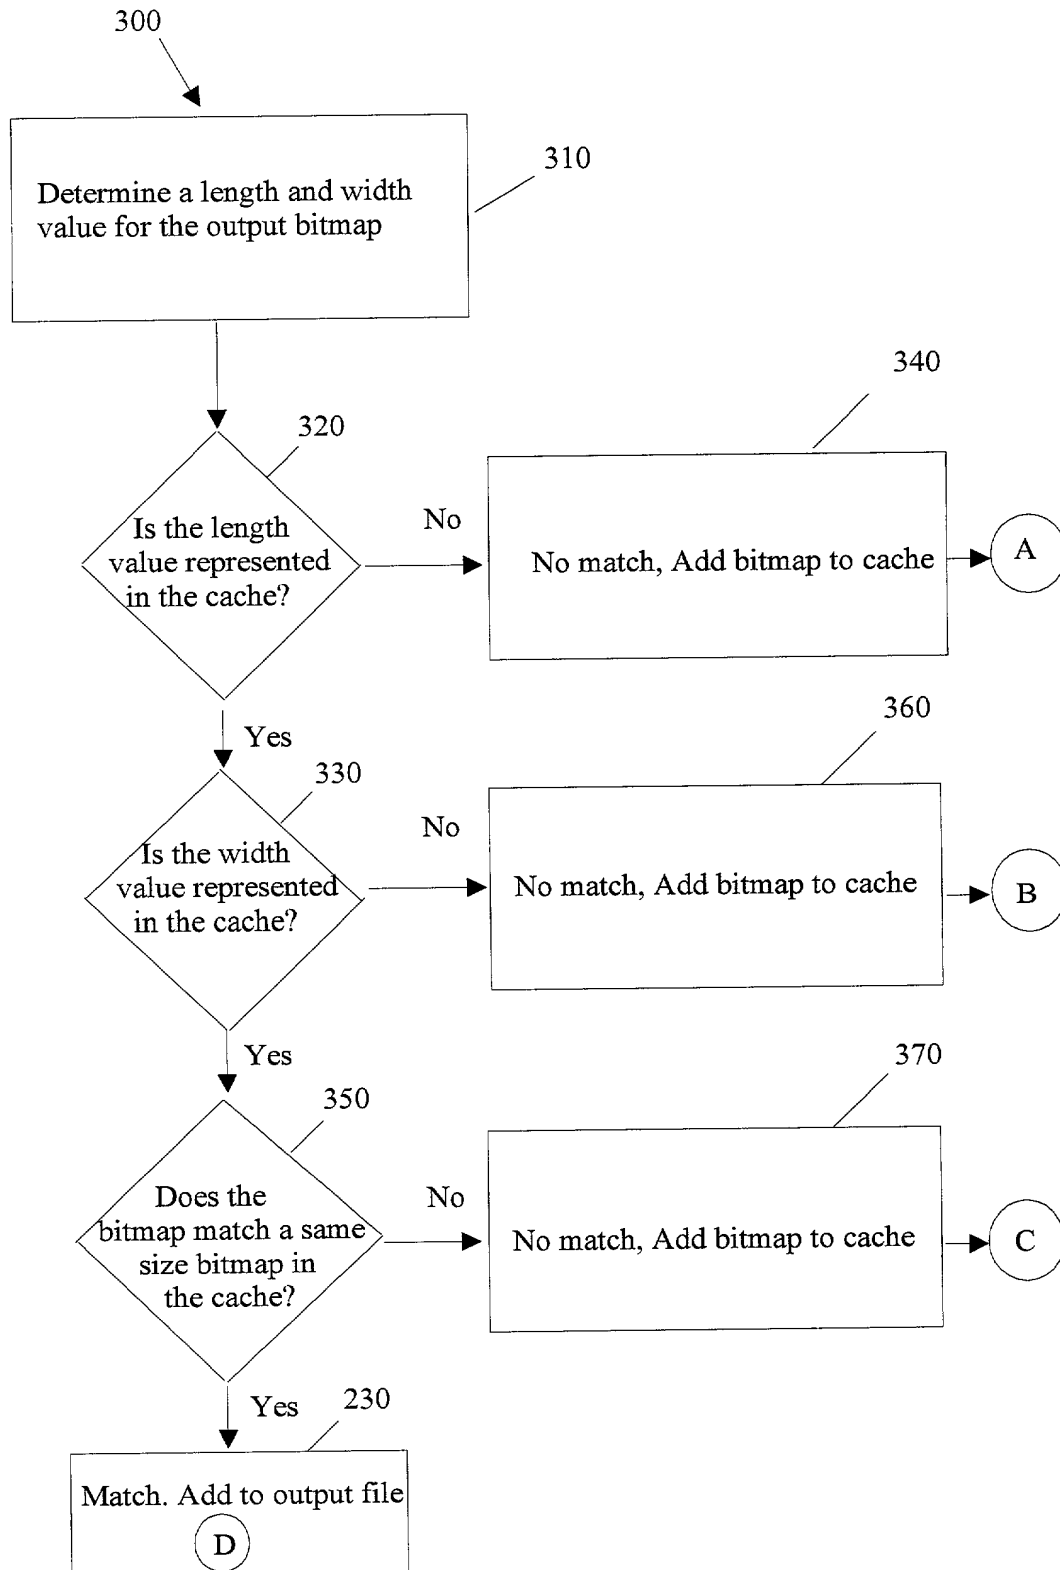 300
310
Determine a length and width
value for the output bitmap
340
320
Is the length
value represented
in the cache?
No
No match, Add bitmap to cache
A
Yes
360
330
Is the width
value represented
in the cache?
No
No match, Add bitmap to cache
B
Yes
370
350
Does the
bitmap match a same
size bitmap in
the cache?
No
No match, Add bitmap to cache
C
Yes
230
Match. Add to output file
D